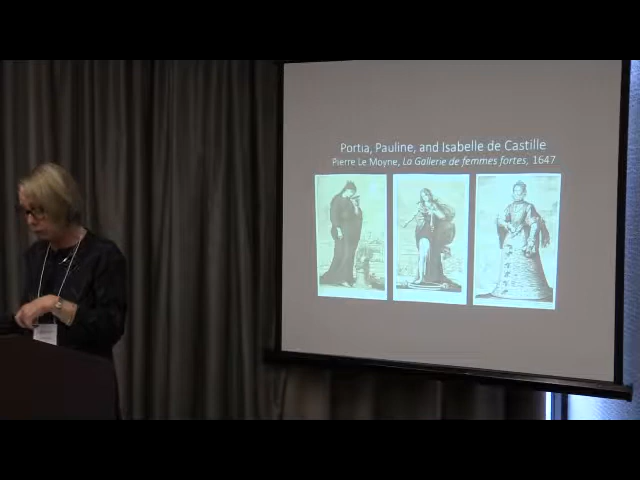 Portia, Pauline, and Isabelle de Castille
Pierre Le Moyne, La Gallerie de femmes fortes, 1647